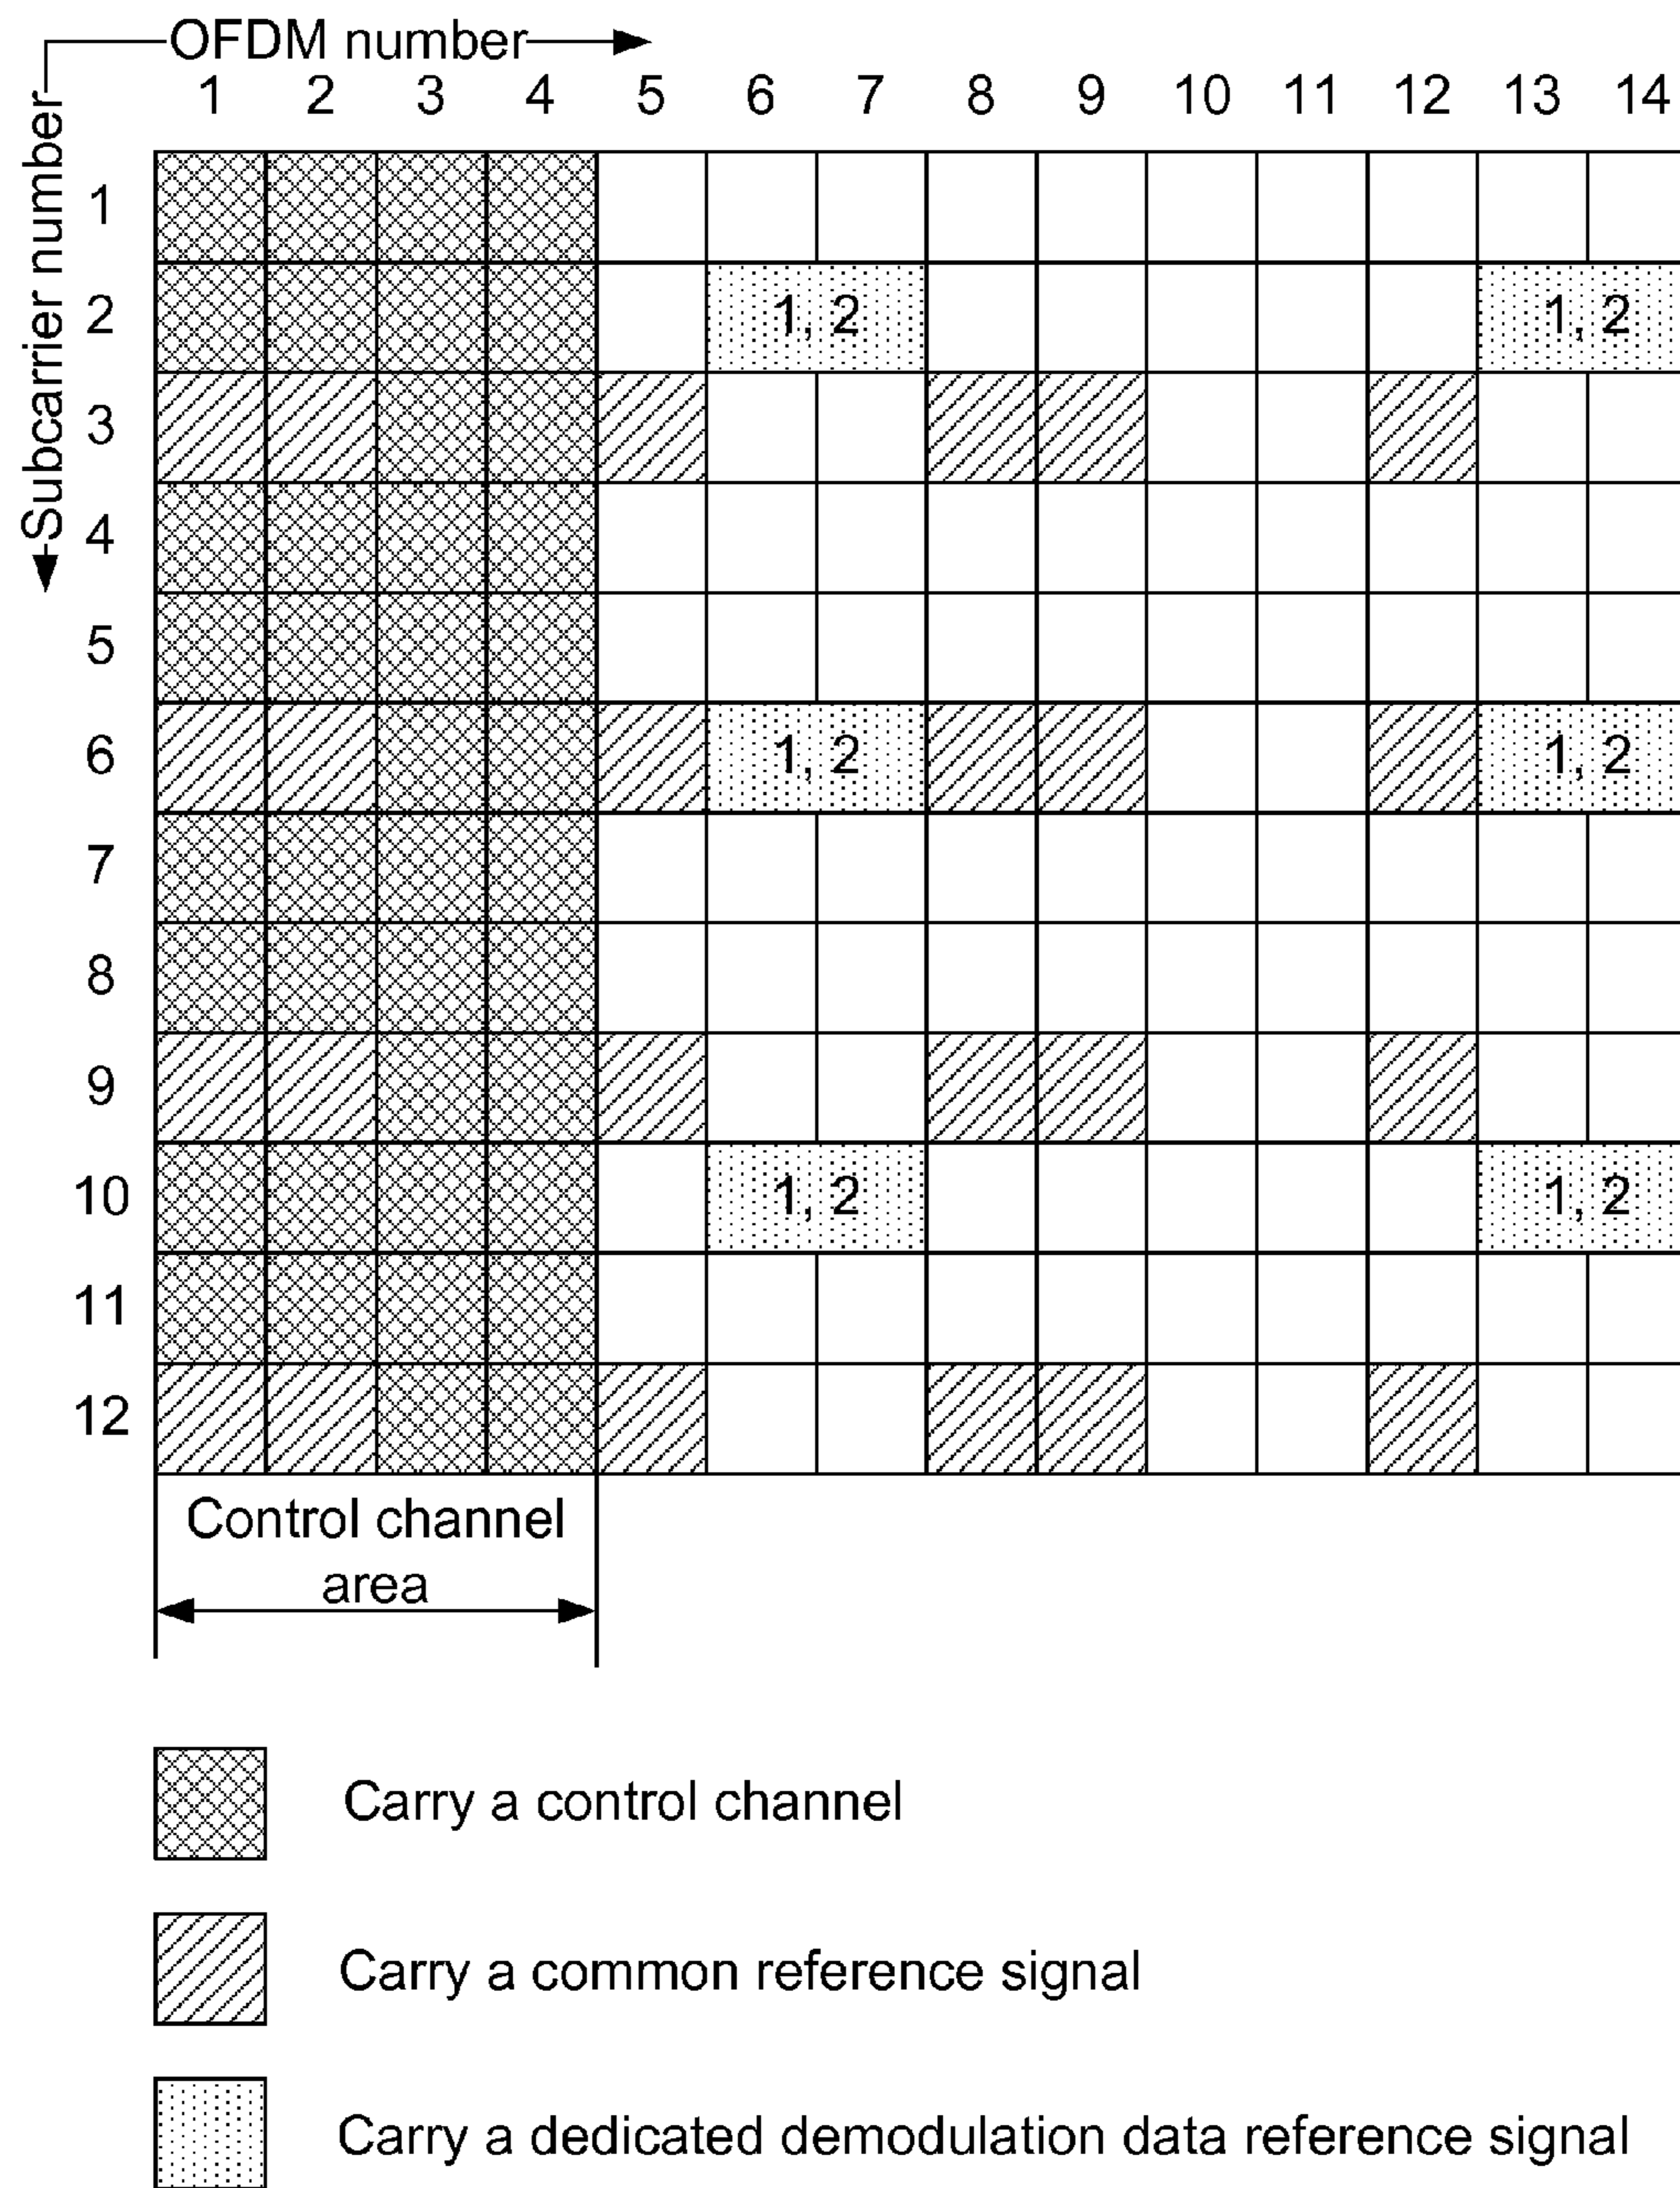 OFDM number
1 2 3 4 5 6 7 8 9 10 11 12 13 14
Subcarrier number
1
2 1, 2 1, 2
3
4
5
6 1, 2 1, 2
7
8
9
10 1, 2 1, 2
11
12
Control channel
area
Carry a control channel
Carry a common reference signal
Carry a dedicated demodulation data reference signal